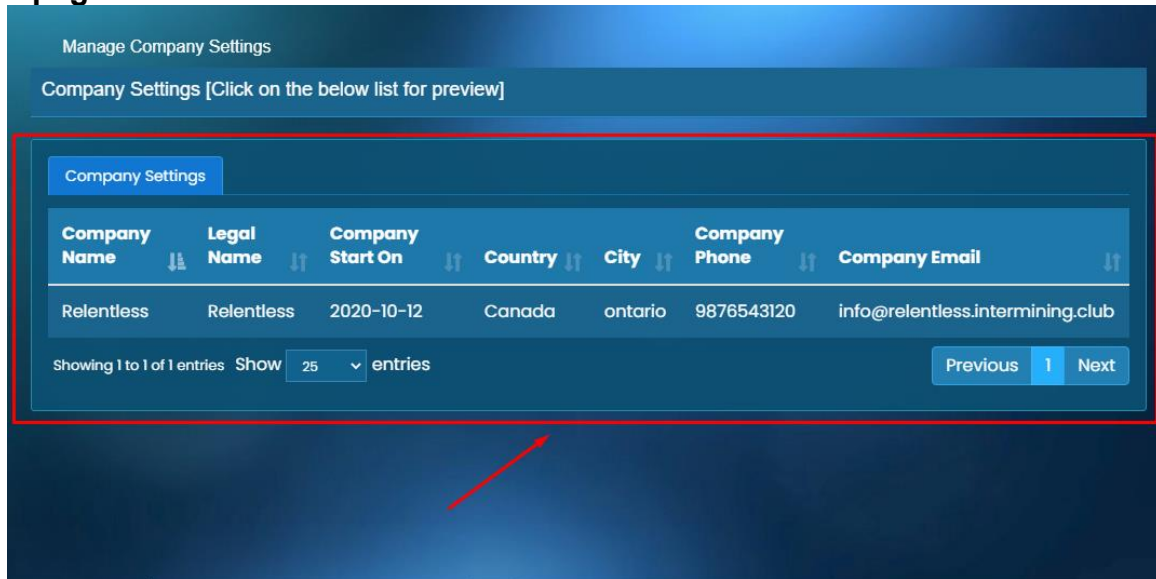 Manage Company Settings
Company Settings [Click on the below list for preview]
Company Settings
Company Name Legal Name Company Start On Country City Company Phone Company Email
Relentless Relentless 2020-10-12 Canada ontario 9876543120 info@relentless.intermining.club
Showing 1 to 1 of 1 entries Show 25 entries Previous 1 Next